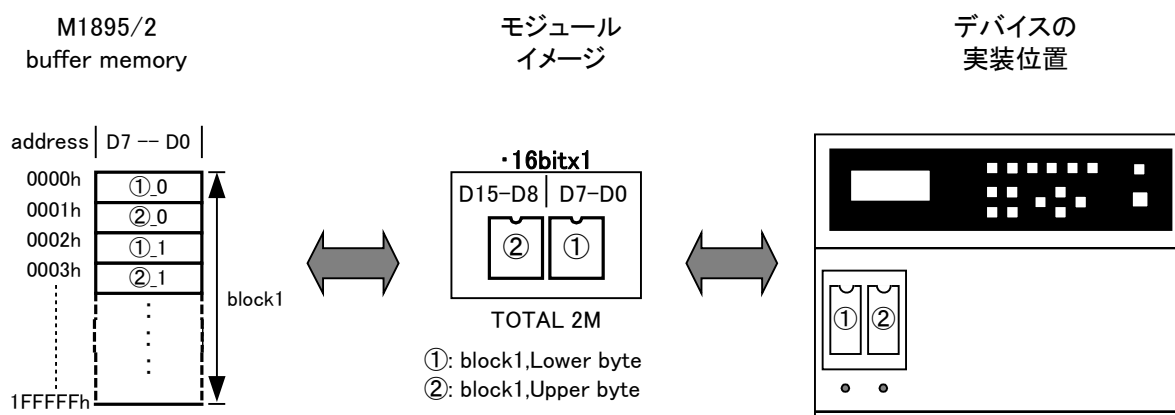 M1895/2
buffer memory
address D7 -- D0
0000h ①_0
0001h ②_0
0002h ①_1
0003h ②_1
block1
1FFFFFh
モジュール
イメージ
・16bitx1
D15-D8 D7-D0
② ①
TOTAL 2M
①: block1,Lower byte
②: block1,Upper byte
デバイスの
実装位置
① ②